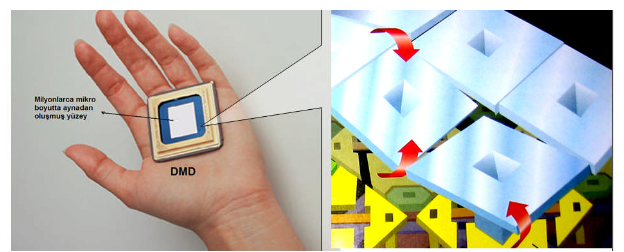 Milyonlarca mikro
boyutta aynadan
oluşmuş yüzey
DMD